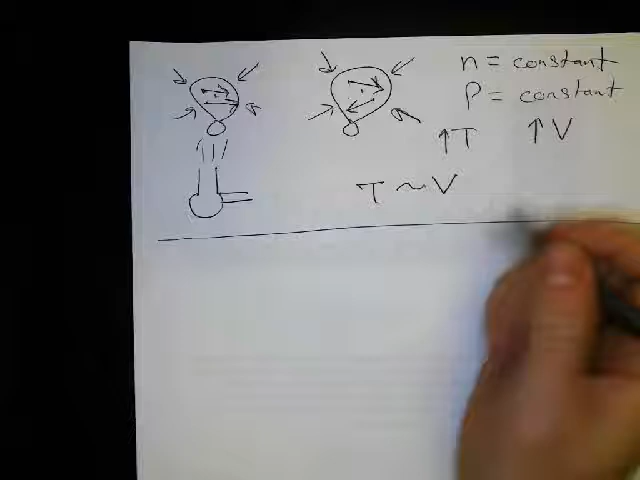 n = constant
P = constant
↑T ↑V
T ~ V